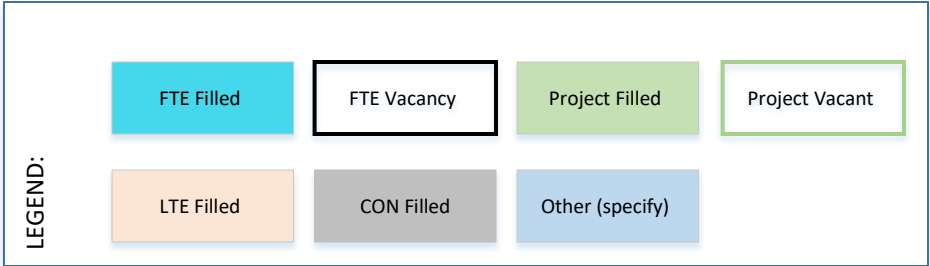 FTE Filled
FTE Vacancy
Project Filled
Project Vacant
LEGEND:
LTE Filled
CON Filled
Other (specify)